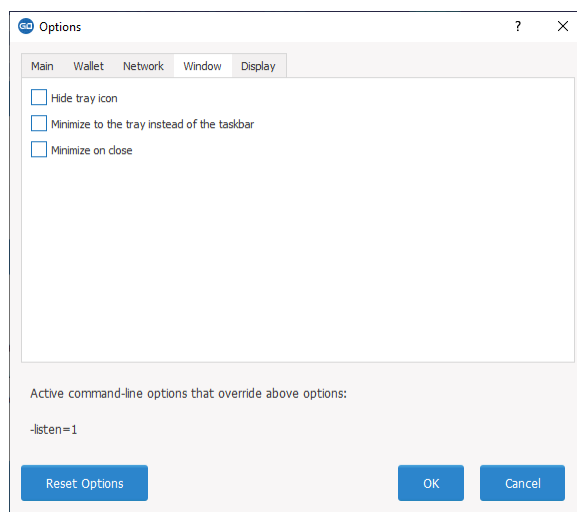 GO Options ?
Main Wallet Network Window Display
Hide tray icon
Minimize to the tray instead of the taskbar
Minimize on close
Active command-line options that override above options:
-listen=1
Reset Options OK Cancel